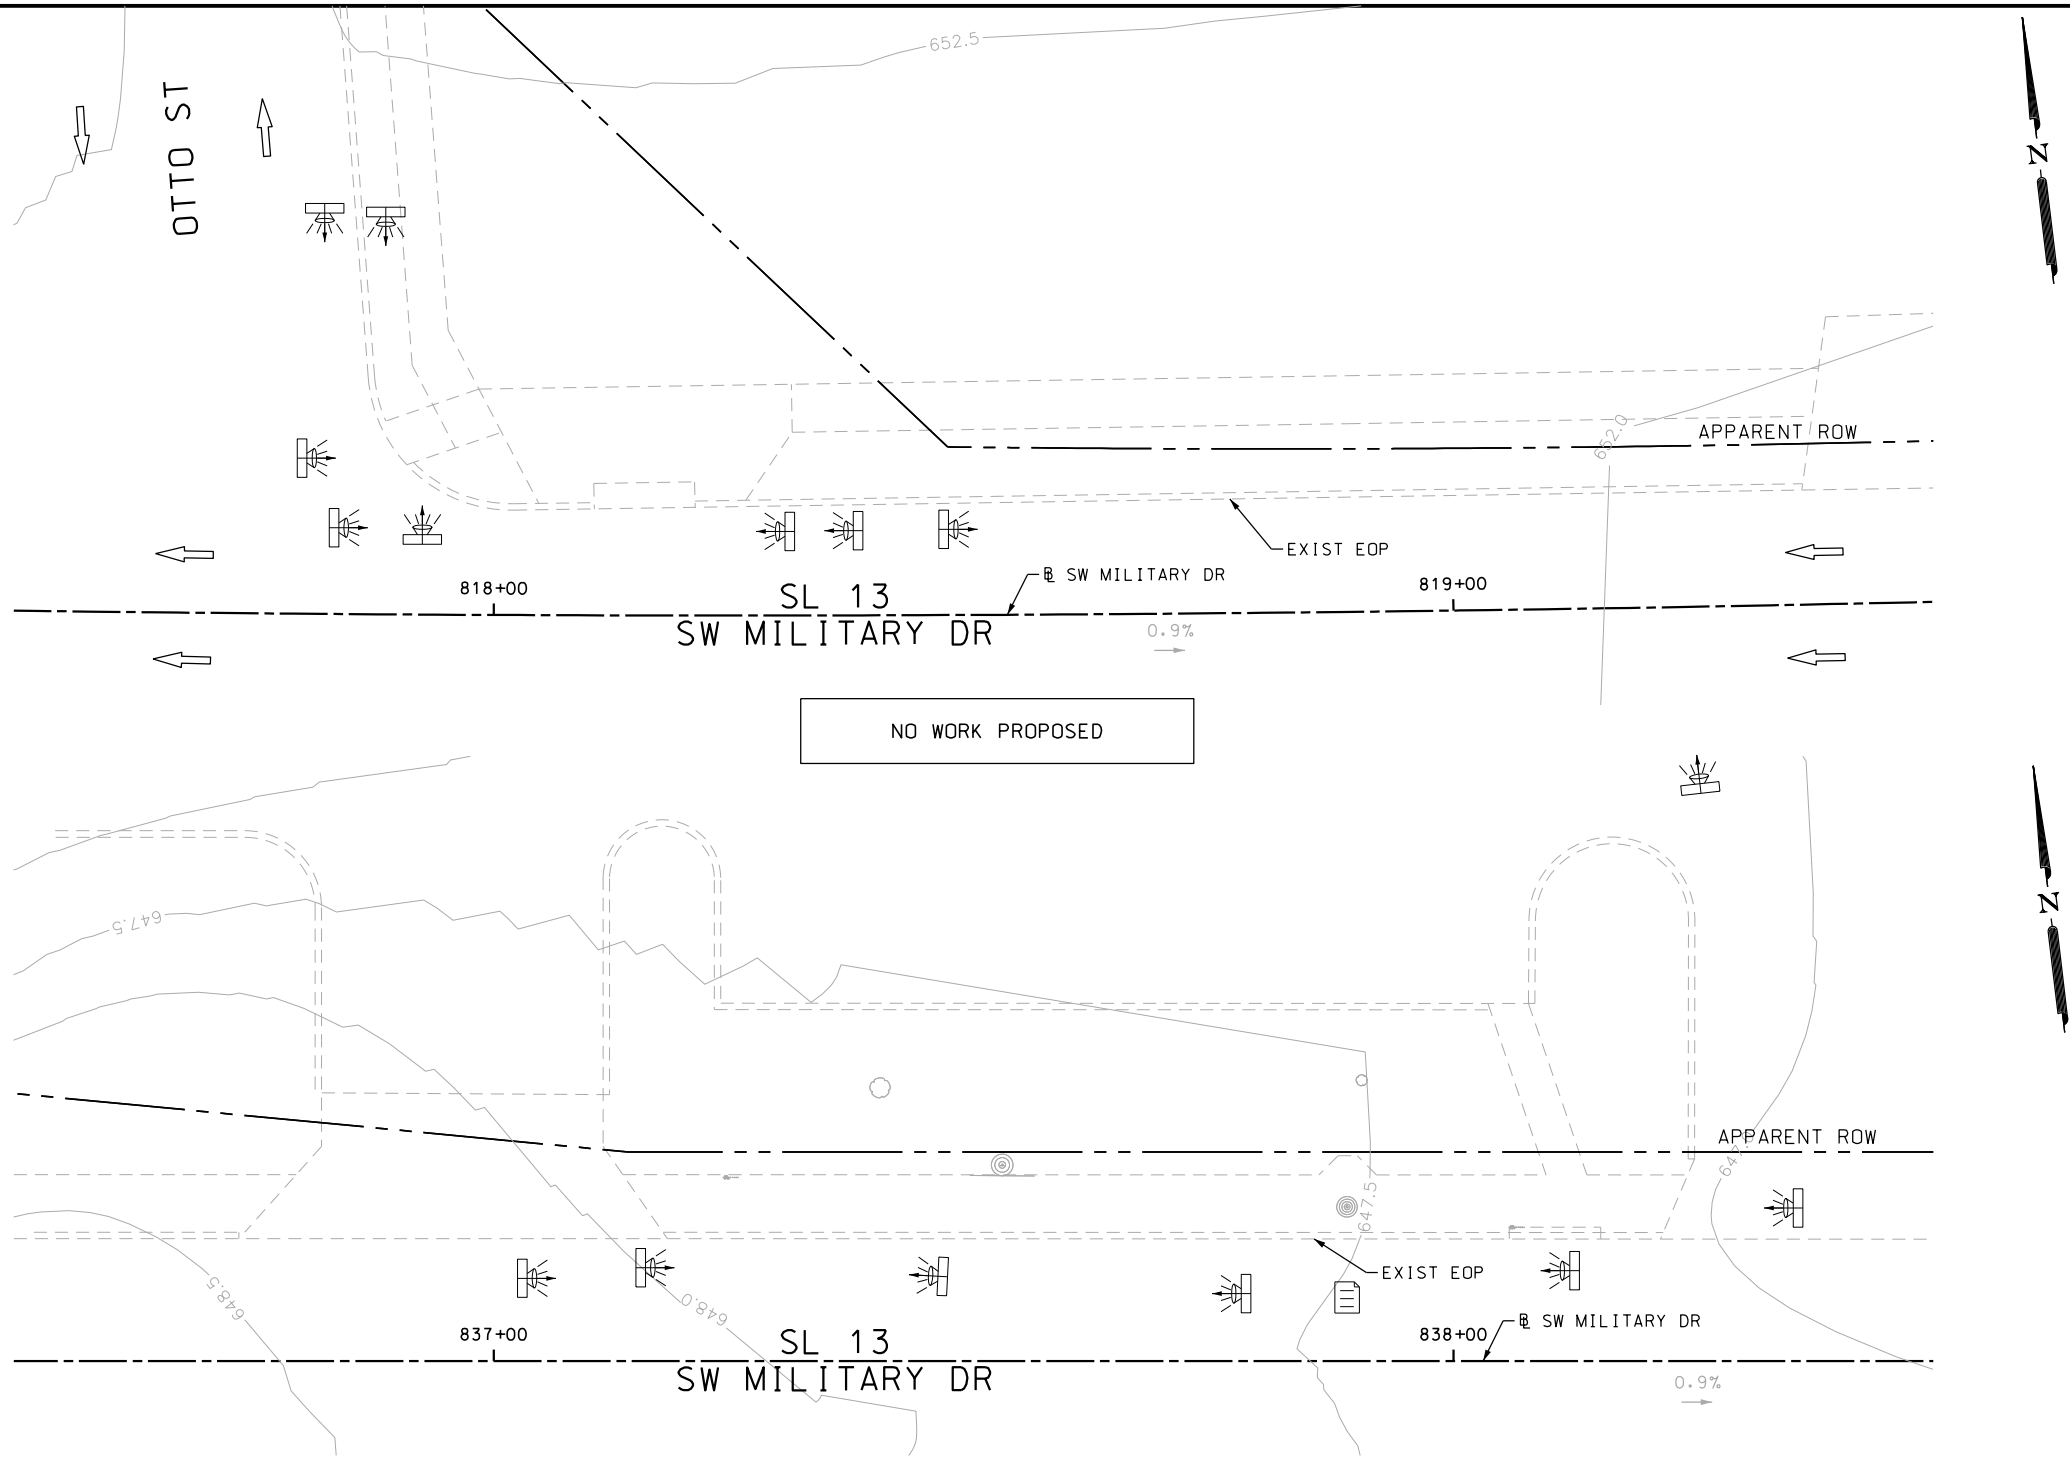 652.5
OTTO ST
N
652.0
APPARENT ROW
EXIST EOP
818+00
SL 13
℄ SW MILITARY DR
819+00
SW MILITARY DR
0.9%
NO WORK PROPOSED
N
647.5
APPARENT ROW
647.5
EXIST EOP
648.5
648.0
837+00
SL 13
838+00
℄ SW MILITARY DR
SW MILITARY DR
0.9%